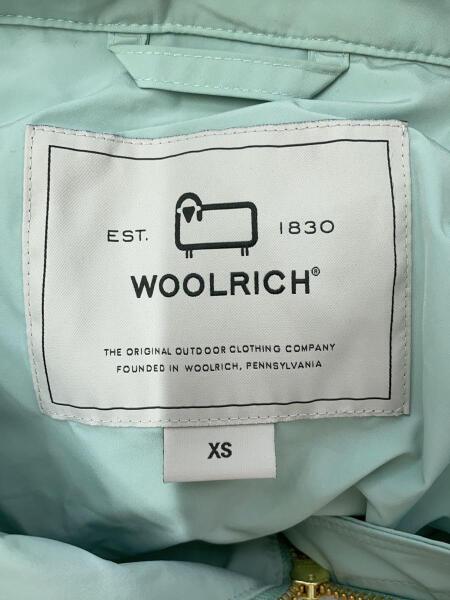 EST. 1830
WOOLRICH®
THE ORIGINAL OUTDOOR CLOTHING COMPANY
FOUNDED IN WOOLRICH, PENNSYLVANIA
XS